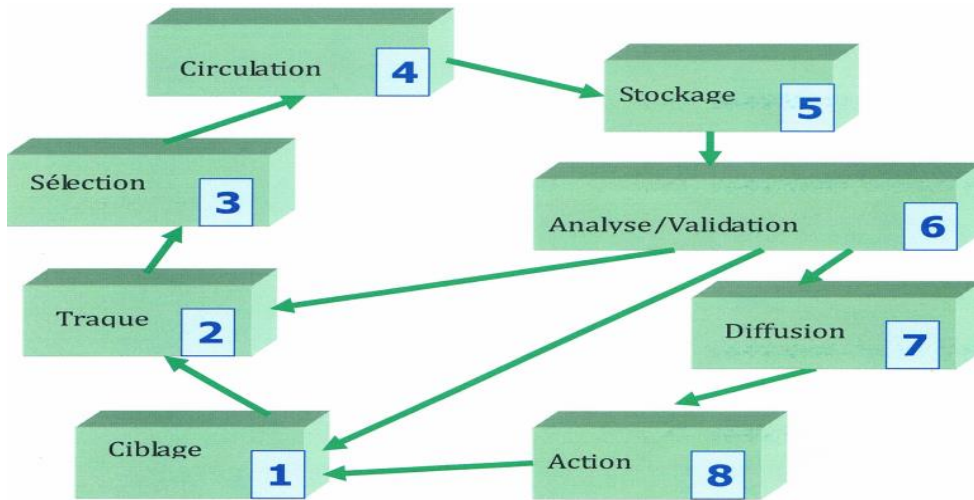 Circulation 4
Stockage 5
Sélection 3
Analyse/Validation 6
Traque 2
Diffusion 7
Ciblage 1
Action 8